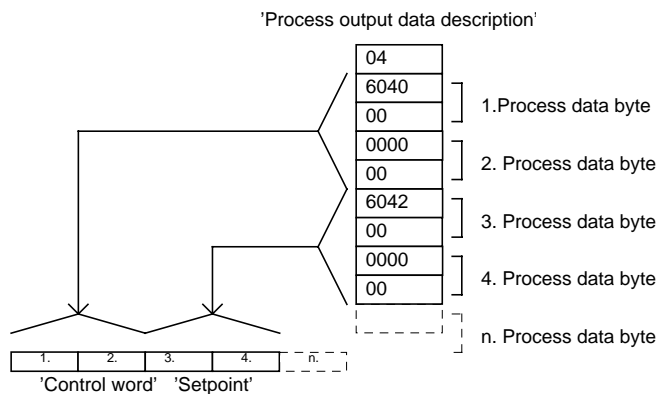 'Process output data description'
04
6040
00
1.Process data byte
0000
00
2. Process data byte
6042
00
3. Process data byte
0000
00
4. Process data byte
n. Process data byte
1. 2. 3. 4. n.
'Control word' 'Setpoint'